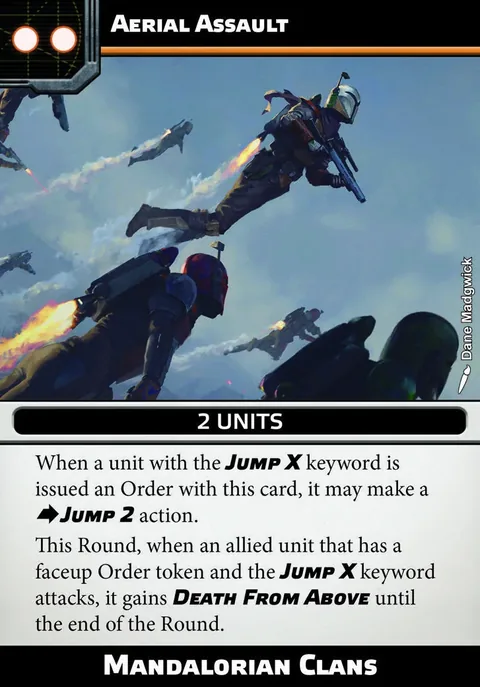 Aerial Assault
Dane Madgwick
2 UNITS
When a unit with the Jump X keyword is
issued an Order with this card, it may make a
Jump 2 action.
This Round, when an allied unit that has a
faceup Order token and the Jump X keyword
attacks, it gains Death From Above until
the end of the Round.
Mandalorian Clans